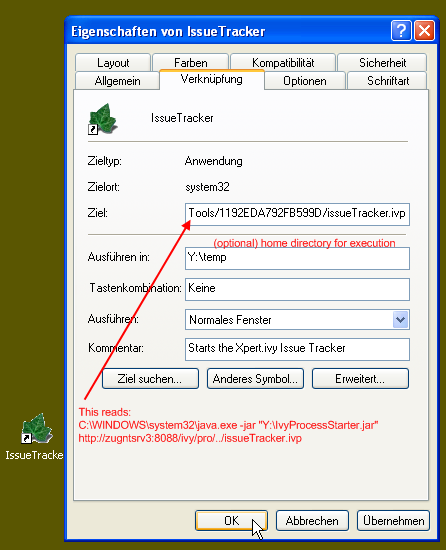 Eigenschaften von IssueTracker
Layout Farben Kompatibilität Sicherheit
Allgemein Verknüpfung Optionen Schriftart
IssueTracker
Zieltyp: Anwendung
Zielort: system32
Ziel: Tools/1192EDA792FB599D/issueTracker.ivp
(optional) home directory for execution
Ausführen in: Y:\temp
Tastenkombination: Keine
Ausführen: Normales Fenster
Kommentar: Starts the Xpert.ivy Issue Tracker
Ziel suchen... Anderes Symbol... Erweitert...
This reads:
C:\WINDOWS\system32\java.exe -jar "Y:\IvyProcessStarter.jar"
http://zugntsrv3:8088/ivy/pro/../issueTracker.ivp
IssueTracke
OK Abbrechen Übernehmen